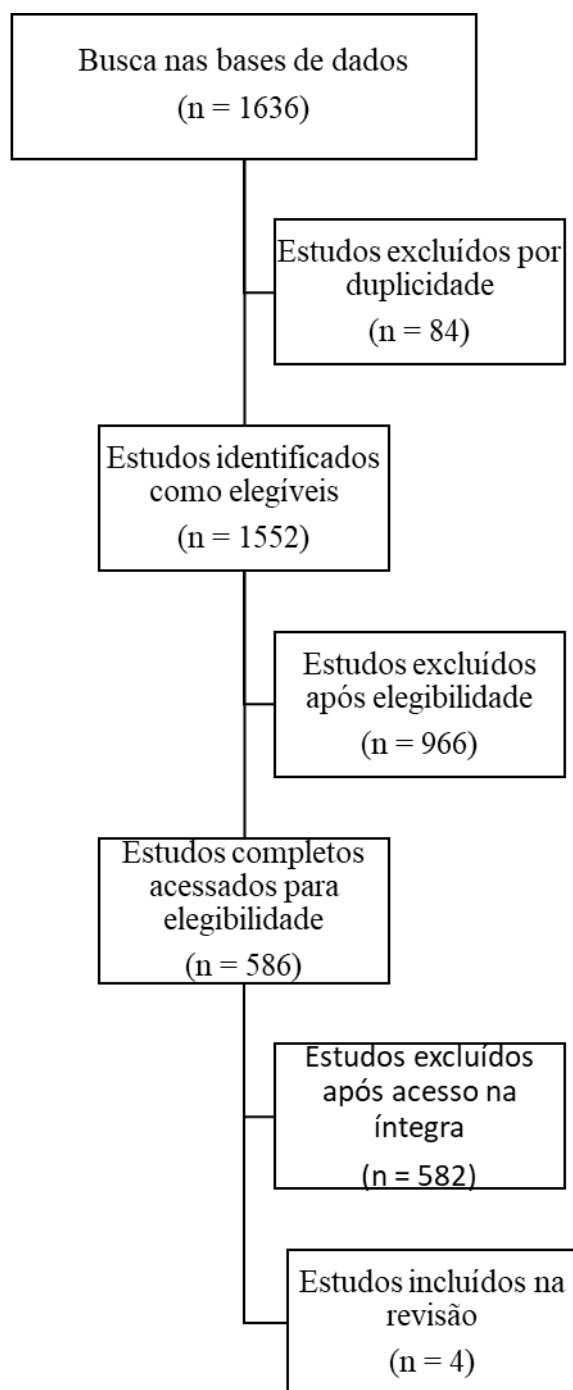 Busca nas bases de dados
(n = 1636)
Estudos excluídos por
duplicidade
(n = 84)
Estudos identificados
como elegíveis
(n = 1552)
Estudos excluídos
após elegibilidade
(n = 966)
Estudos completos
acessados para
elegibilidade
(n = 586)
Estudos excluídos
após acesso na
íntegra
(n = 582)
Estudos incluídos na
revisão
(n = 4)